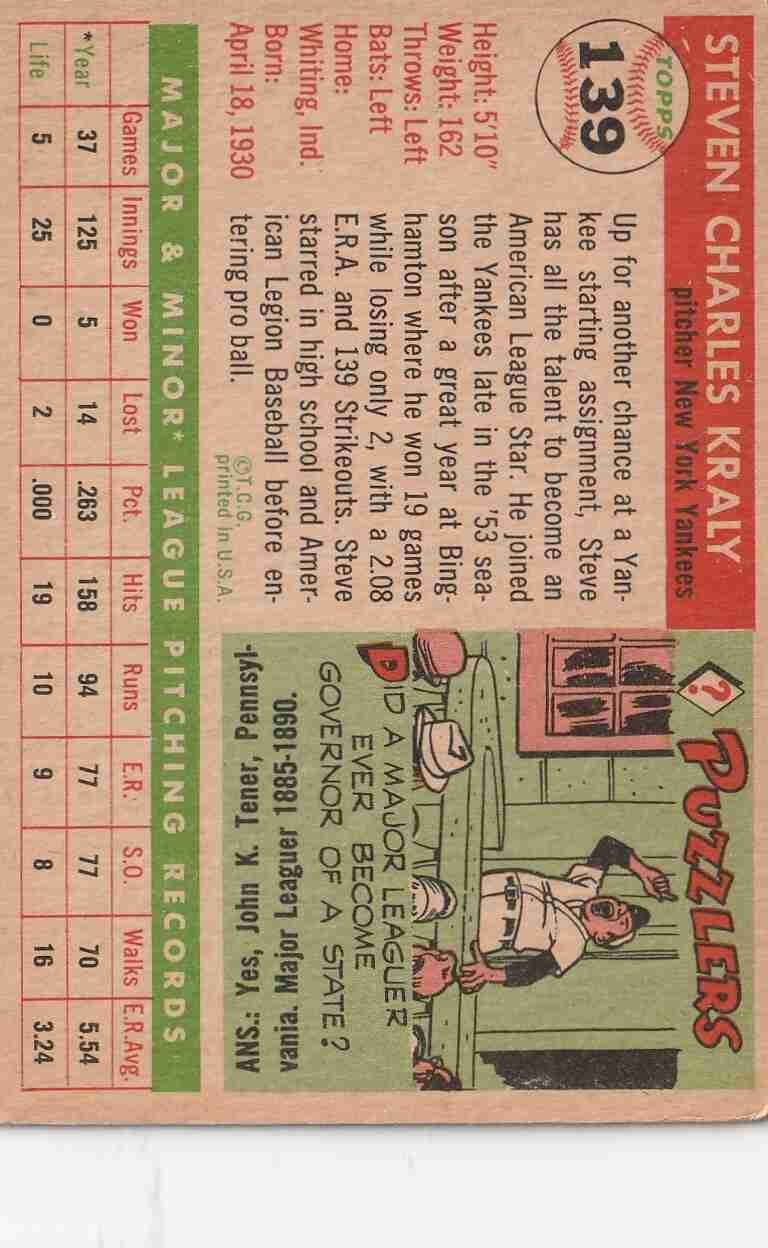 STEVEN CHARLES KRALY
pitcher New York Yankees
TOPPS
139
Height: 5'10"
Weight: 162
Throws: Left
Bats: Left
Home:
Whiting, Ind.
Born:
April 18, 1930
Up for another chance at a Yan-
kee starting assignment, Steve
has all the talent to become an
American League Star. He joined
the Yankees late in the '53 sea-
son after a great year at Bing-
hamton where he won 19 games
while losing only 2, with a 2.08
E.R.A. and 139 Strikeouts. Steve
starred in high school and Amer-
ican Legion Baseball before en-
tering pro ball.
©T.C.G.
printed in U.S.A.
? PUZZLERS
DID A MAJOR LEAGUER
EVER BECOME
GOVERNOR OF A STATE?
ANS.: Yes, John K. Tener, Pennsyl-
vania. Major Leaguer 1885-1890.
MAJOR & MINOR* LEAGUE PITCHING RECORDS
Games Innings Won Lost Pct. Hits Runs E.R. S.O. Walks E.R.Avg.
*Year 37 125 5 14 .263 158 94 77 77 70 5.54
Life 5 25 0 2 .000 19 10 9 8 16 3.24